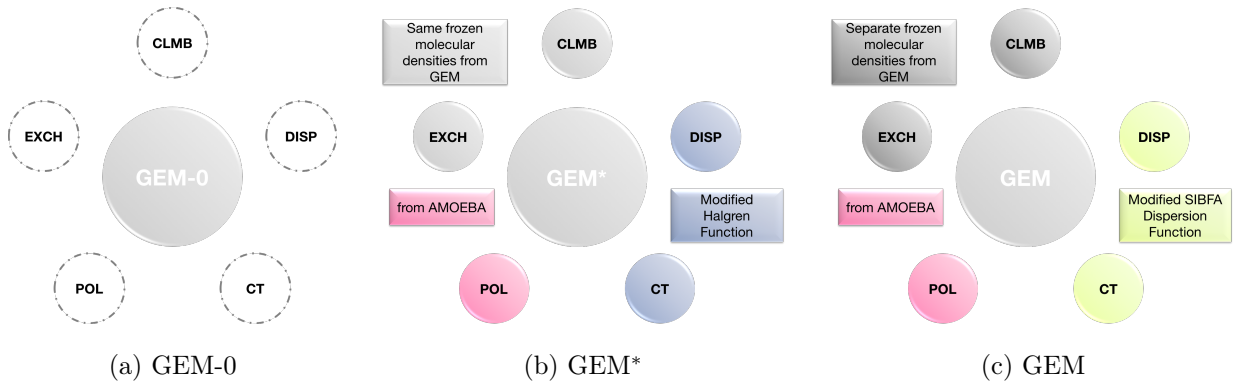 CLMB
EXCH
DISP
GEM-0
POL
CT
(a) GEM-0
Same frozen
molecular
densities from
GEM
CLMB
EXCH
DISP
GEM*
from AMOEBA
Modified
Halgren
Function
POL
CT
(b) GEM*
Separate frozen
molecular
densities from
GEM
CLMB
EXCH
DISP
GEM
from AMOEBA
Modified SIBFA
Dispersion
Function
POL
CT
(c) GEM